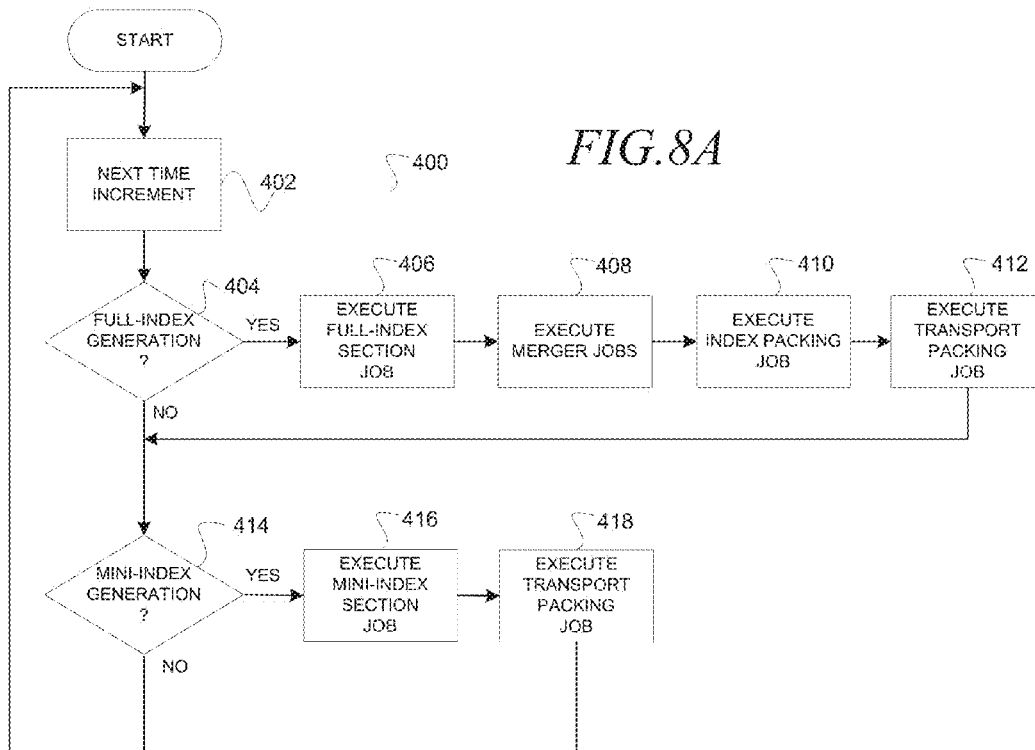 START
FIG.8A
NEXT TIME
INCREMENT
402
400
404
FULL-INDEX
GENERATION
?
YES
NO
406
EXECUTE
FULL-INDEX
SECTION
JOB
408
EXECUTE
MERGER JOBS
410
EXECUTE
INDEX PACKING
JOB
412
EXECUTE
TRANSPORT
PACKING
JOB
414
MINI-INDEX
GENERATION
?
YES
NO
416
EXECUTE
MINI-INDEX
SECTION
JOB
418
EXECUTE
TRANSPORT
PACKING
JOB